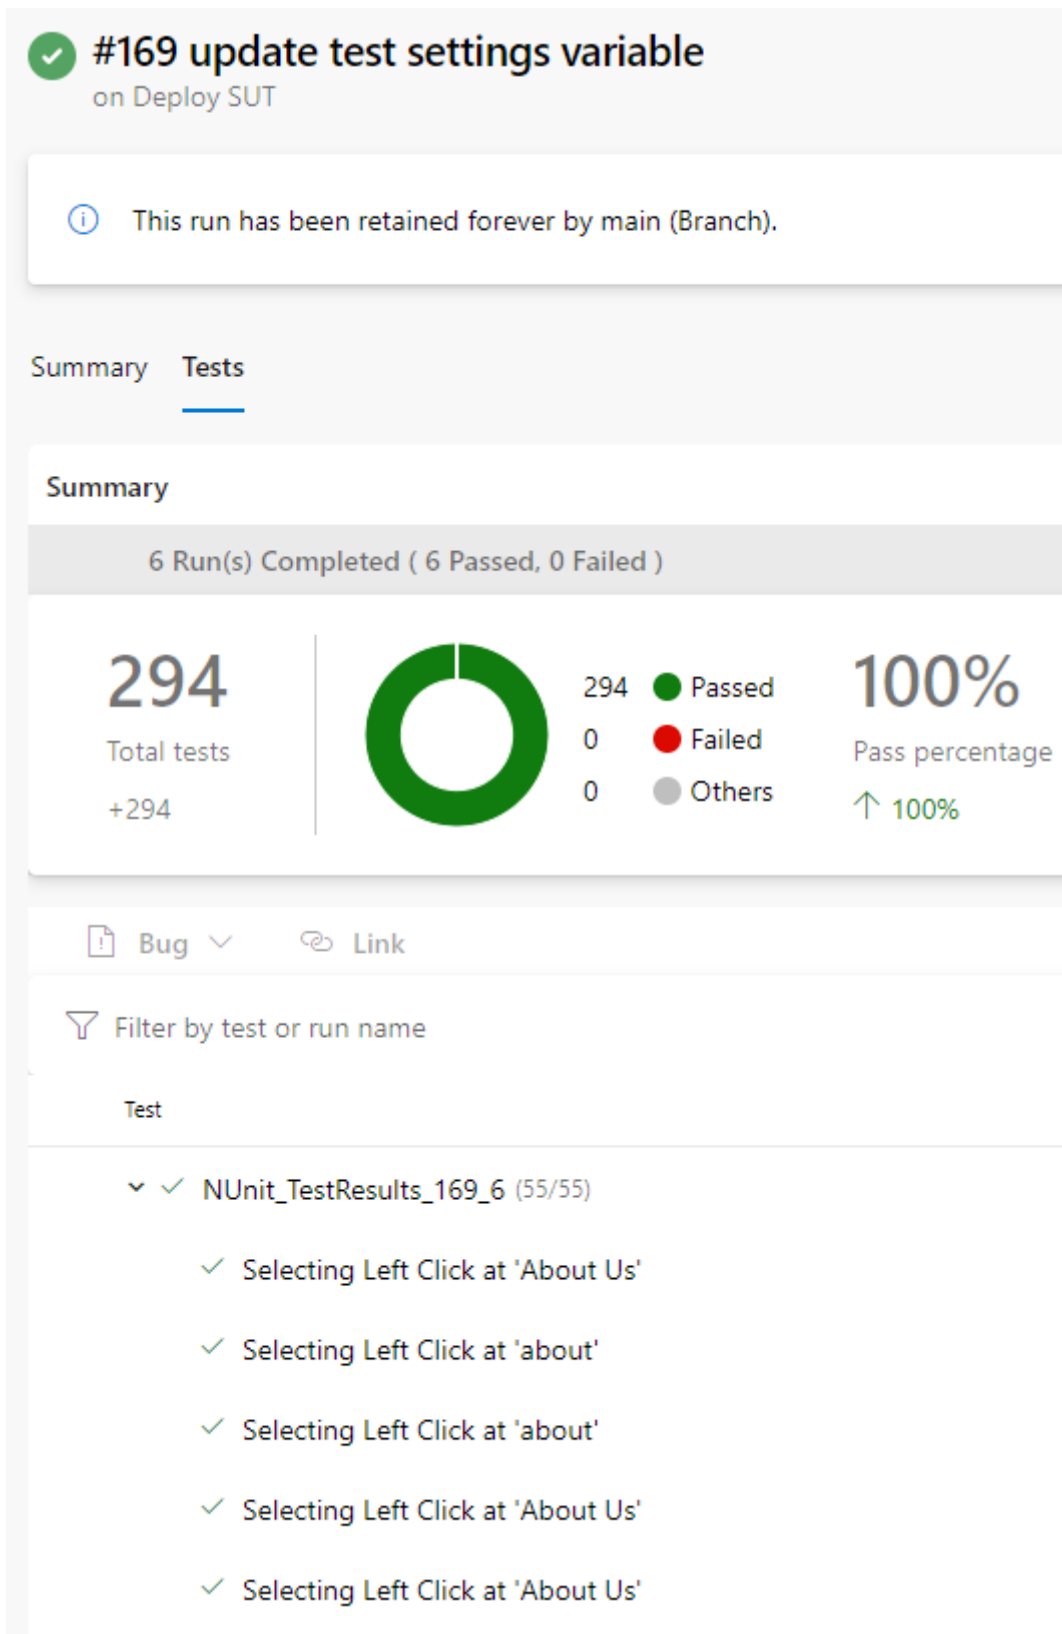 #169 update test settings variable
on Deploy SUT
This run has been retained forever by main (Branch).
Summary Tests
Summary
6 Run(s) Completed ( 6 Passed, 0 Failed )
294
Total tests
+294
294 Passed
0 Failed
0 Others
100%
Pass percentage
100%
Bug Link
Filter by test or run name
Test
NUnit_TestResults_169_6 (55/55)
Selecting Left Click at 'About Us'
Selecting Left Click at 'about'
Selecting Left Click at 'about'
Selecting Left Click at 'About Us'
Selecting Left Click at 'About Us'